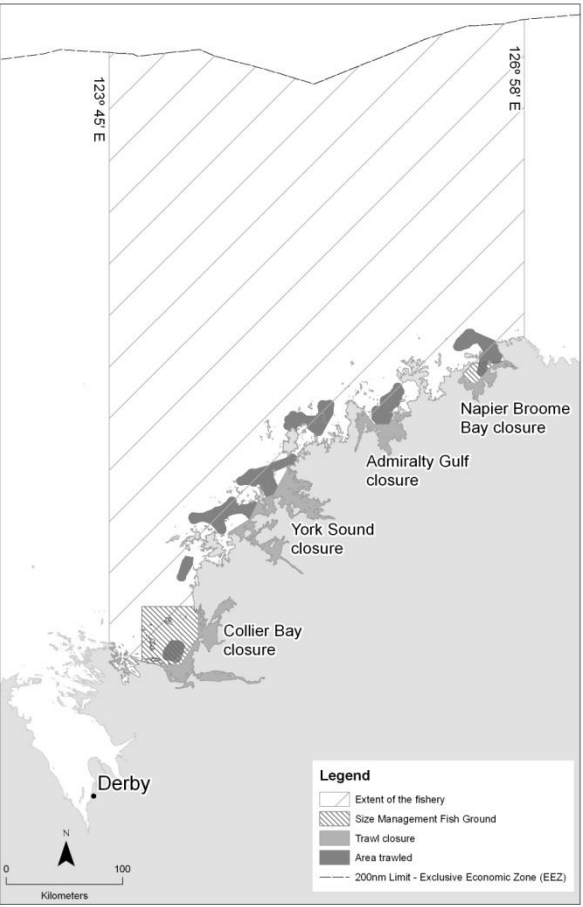 123° 45' E
126° 58' E
Napier Broome
Bay closure
Admiralty Gulf
closure
York Sound
closure
Collier Bay
closure
Derby
N
0 100
Kilometers
Legend
Extent of the fishery
Size Management Fish Ground
Trawl closure
Area trawled
200nm Limit - Exclusive Economic Zone (EEZ)